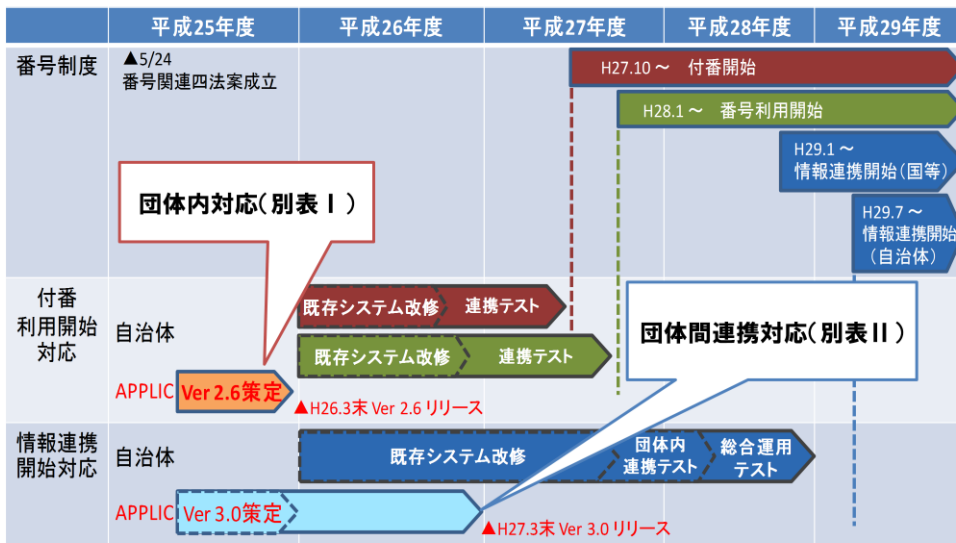 平成25年度
平成26年度
平成27年度
平成28年度
平成29年度
番号制度
▲5/24
番号関連四法案成立
H27.10～ 付番開始
H28.1～ 番号利用開始
H29.1～
情報連携開始(国等)
H29.7～
情報連携開始
(自治体)
団体内対応(別表Ⅰ)
付番
利用開始
対応
自治体
既存システム改修
連携テスト
既存システム改修
連携テスト
団体間連携対応(別表II)
APPLIC
Ver 2.6策定
▲H26.3末 Ver 2.6 リリース
情報連携
開始対応
自治体
既存システム改修
団体内
連携テスト
総合運用
テスト
APPLIC
Ver 3.0策定
▲H27.3末 Ver 3.0 リリース